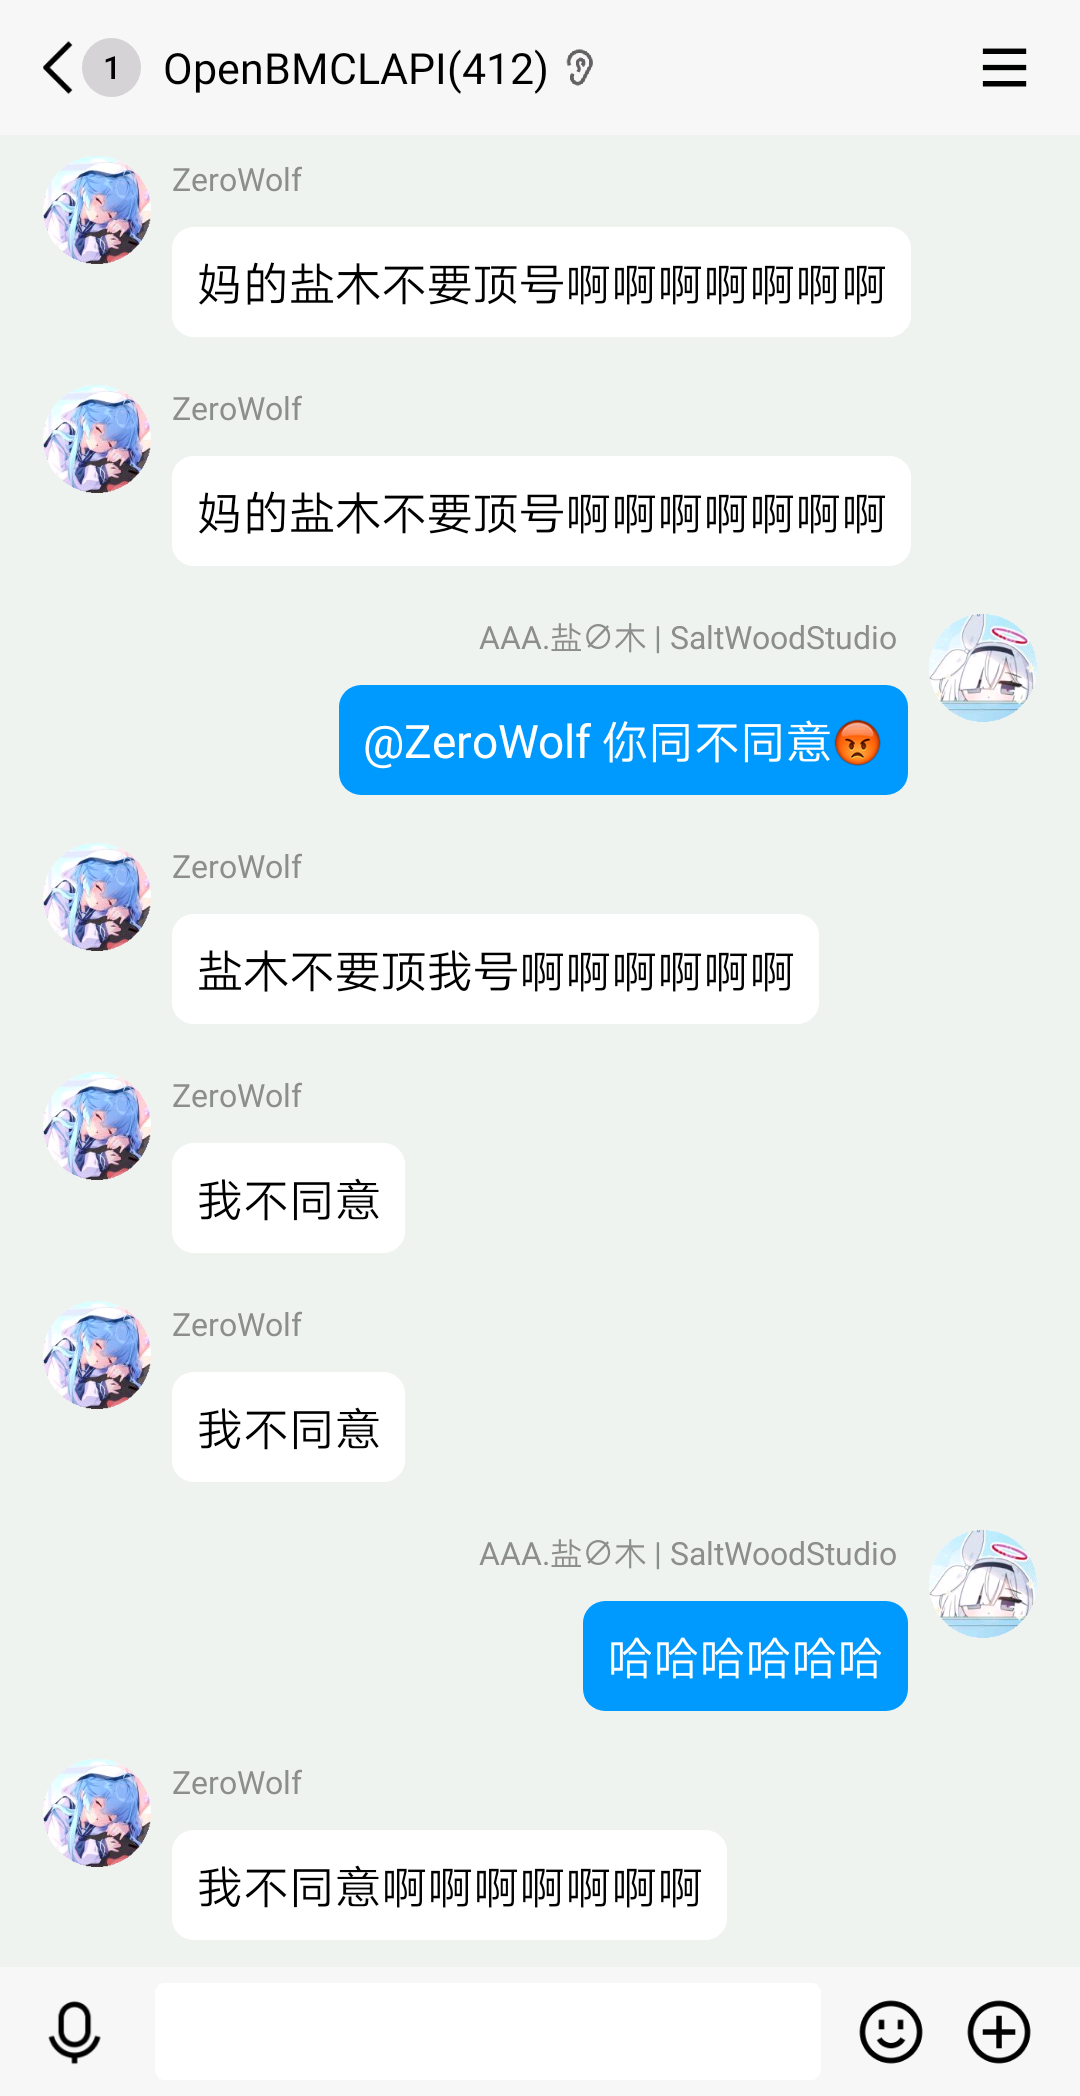 1 OpenBMCLAPI(412)
ZeroWolf
妈的盐木不要顶号啊啊啊啊啊啊啊
ZeroWolf
妈的盐木不要顶号啊啊啊啊啊啊啊
AAA.盐∅木 | SaltWoodStudio
@ZeroWolf 你同不同意😡
ZeroWolf
盐木不要顶我号啊啊啊啊啊啊
ZeroWolf
我不同意
ZeroWolf
我不同意
AAA.盐∅木 | SaltWoodStudio
哈哈哈哈哈哈
ZeroWolf
我不同意啊啊啊啊啊啊啊